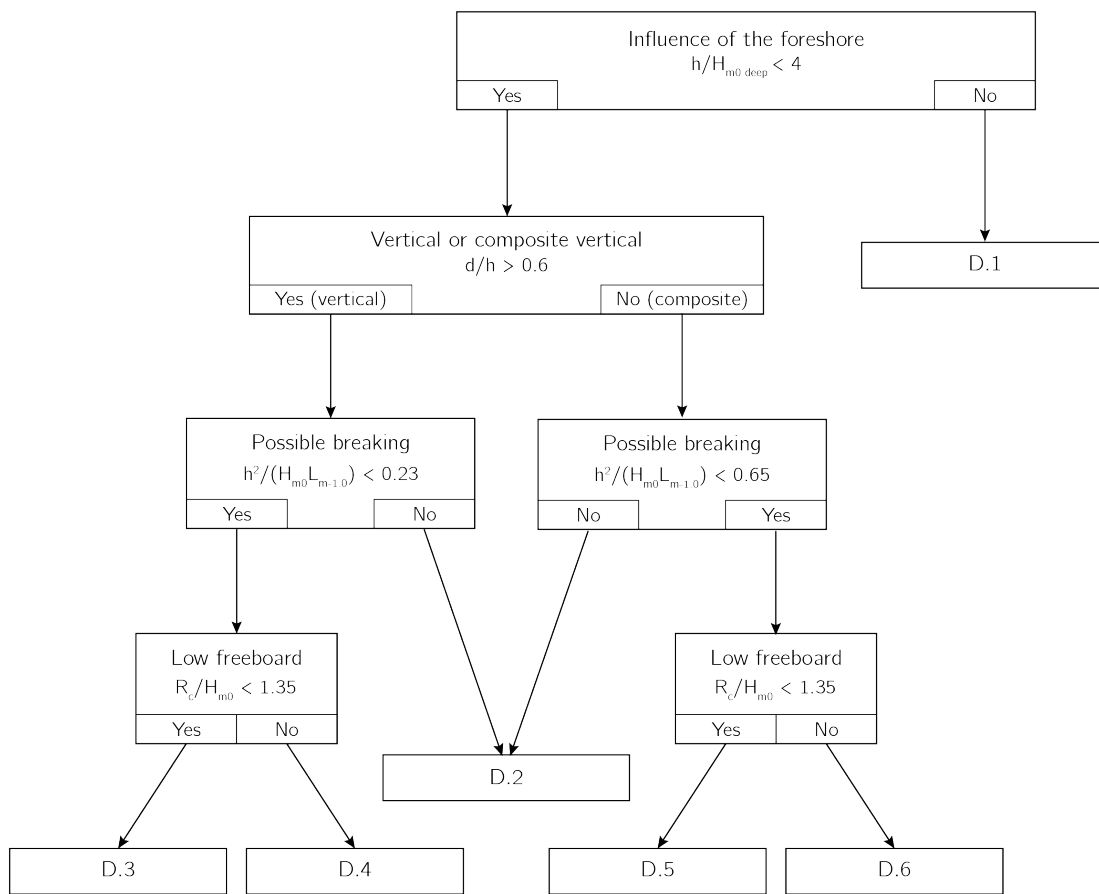 Influence of the foreshore
h/Hₘ₀ deep < 4
Yes
No
Vertical or composite vertical
d/h > 0.6
Yes (vertical)
No (composite)
D.1
Possible breaking
h²/(Hₘ₀Lₘ₋₁.₀) < 0.23
Yes
No
Possible breaking
h²/(Hₘ₀Lₘ₋₁.₀) < 0.65
No
Yes
Low freeboard
R꜀/Hₘ₀ < 1.35
Yes
No
Low freeboard
R꜀/Hₘ₀ < 1.35
Yes
No
D.2
D.3
D.4
D.5
D.6